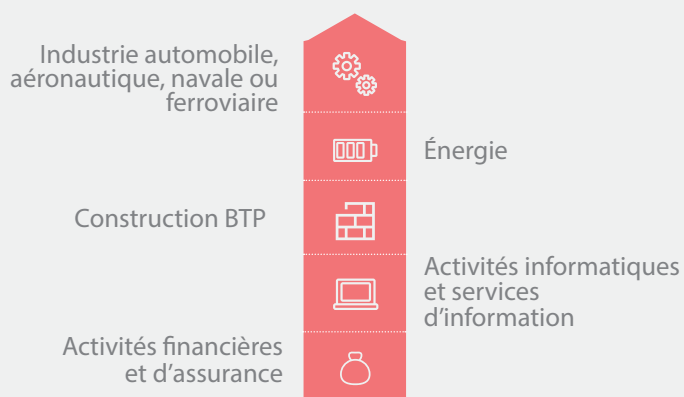 Industrie automobile,
aéronautique, navale ou
ferroviaire
Énergie
Construction BTP
Activités informatiques
et services
d’information
Activités financières
et d’assurance